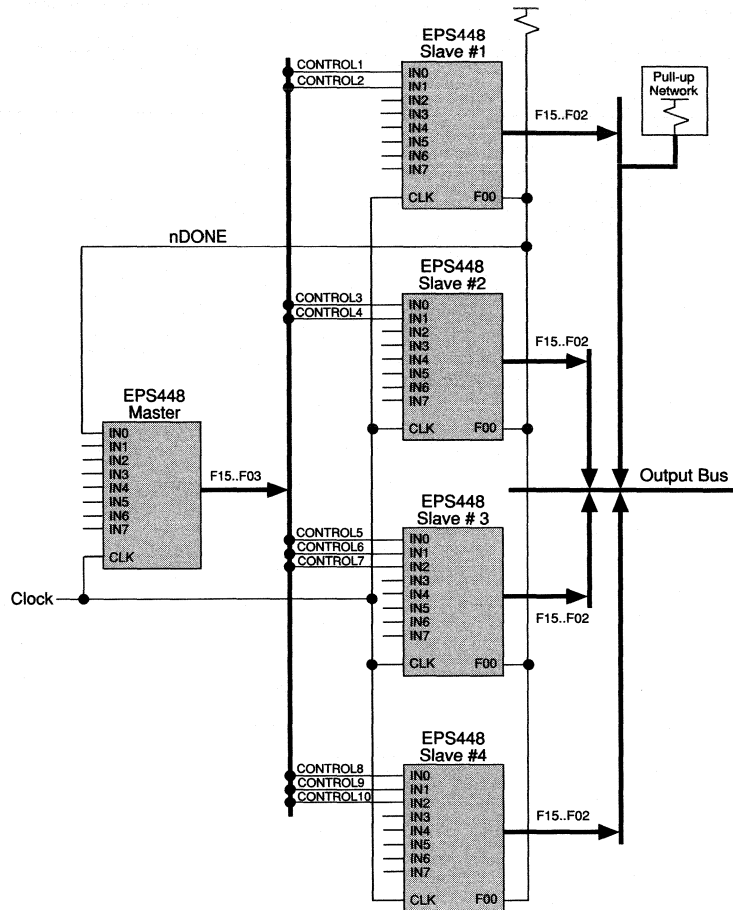 EPS448
Slave #1
CONTROL1
CONTROL2
IN0
IN1
IN2
IN3
IN4
IN5
IN6
IN7
CLK
F00
F15..F02
Pull-up
Network
nDONE
EPS448
Slave #2
CONTROL3
CONTROL4
IN0
IN1
IN2
IN3
IN4
IN5
IN6
IN7
CLK
F00
F15..F02
EPS448
Master
IN0
IN1
IN2
IN3
IN4
IN5
IN6
IN7
CLK
F15..F03
Clock
Output Bus
EPS448
Slave # 3
CONTROL5
CONTROL6
CONTROL7
IN0
IN1
IN2
IN3
IN4
IN5
IN6
IN7
CLK
F00
F15..F02
EPS448
Slave #4
CONTROL8
CONTROL9
CONTROL10
IN0
IN1
IN2
IN3
IN4
IN5
IN6
IN7
CLK
F00
F15..F02